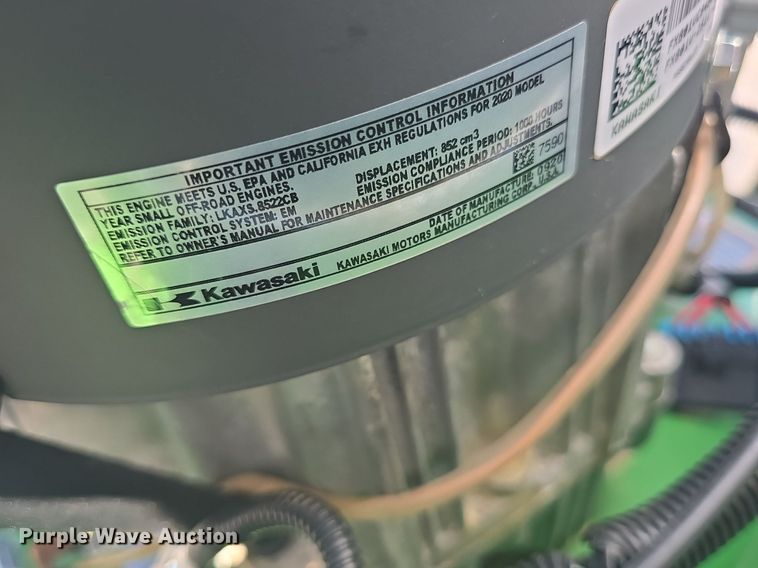 IMPORTANT EMISSION CONTROL INFORMATION
THIS ENGINE MEETS U.S. EPA AND CALIFORNIA EXH REGULATIONS FOR 2020 MODEL
YEAR SMALL OFF-ROAD ENGINES.
EMISSION FAMILY: LKAXS.8522CB
DISPLACEMENT: 852 cm3
EMISSION CONTROL SYSTEM: EM
EMISSION COMPLIANCE PERIOD: 1000 HOURS
REFER TO OWNER'S MANUAL FOR MAINTENANCE SPECIFICATIONS AND ADJUSTMENTS.
7590
DATE OF MANUFACTURE: 0920
Kawasaki
KAWASAKI MOTORS MANUFACTURING CORP., U.S.A.
KAWASAKI
Purple Wave Auction